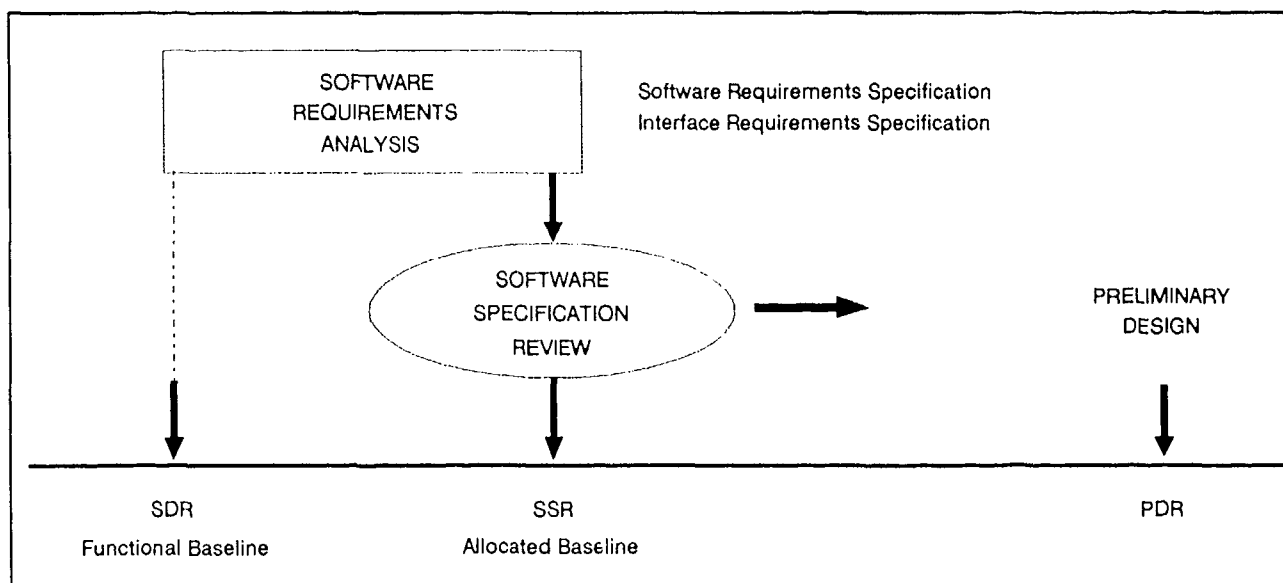 SOFTWARE
REQUIREMENTS
ANALYSIS
Software Requirements Specification
Interface Requirements Specification
SOFTWARE
SPECIFICATION
REVIEW
PRELIMINARY
DESIGN
SDR
Functional Baseline
SSR
Allocated Baseline
PDR